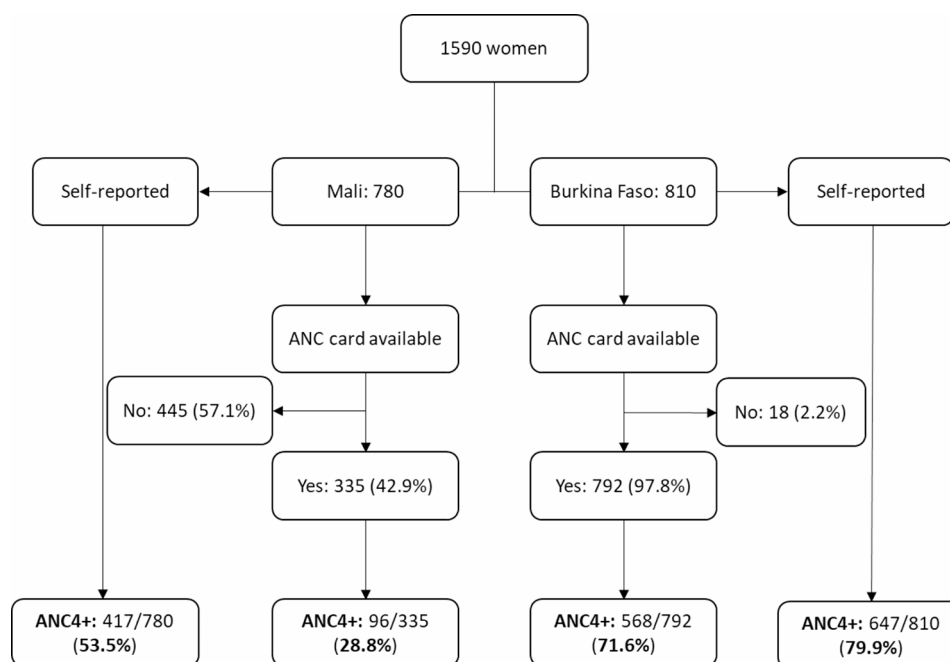 1590 women
Self-reported
Mali: 780
Burkina Faso: 810
Self-reported
ANC card available
ANC card available
No: 445 (57.1%)
No: 18 (2.2%)
Yes: 335 (42.9%)
Yes: 792 (97.8%)
ANC4+: 417/780
(53.5%)
ANC4+: 96/335
(28.8%)
ANC4+: 568/792
(71.6%)
ANC4+: 647/810
(79.9%)